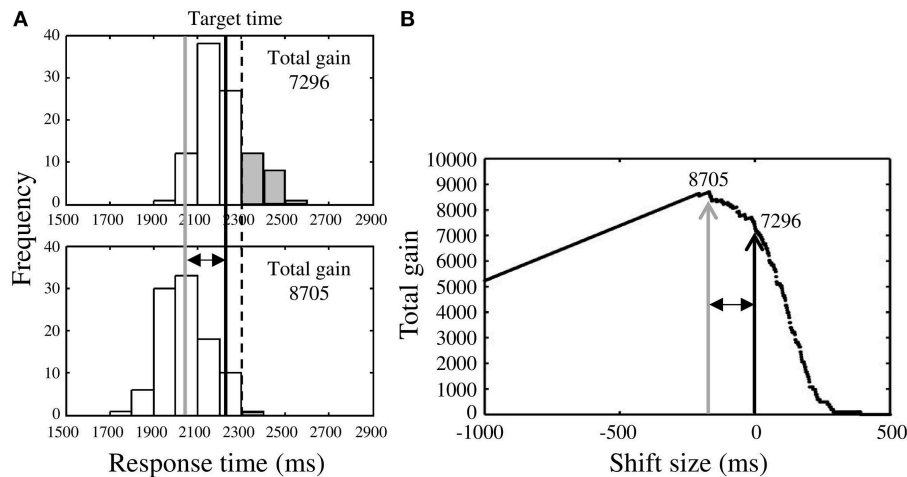 A
Target time
40
30
20
10
0
Total gain
7296
1500 1700 1900 2100 2300 2500 2700 2900
Frequency
40
30
20
10
0
Total gain
8705
1500 1700 1900 2100 2300 2500 2700 2900
Response time (ms)
B
10000
9000
8000
7000
6000
5000
4000
3000
2000
1000
0
8705
7296
Total gain
-1000 -500 0 500
Shift size (ms)